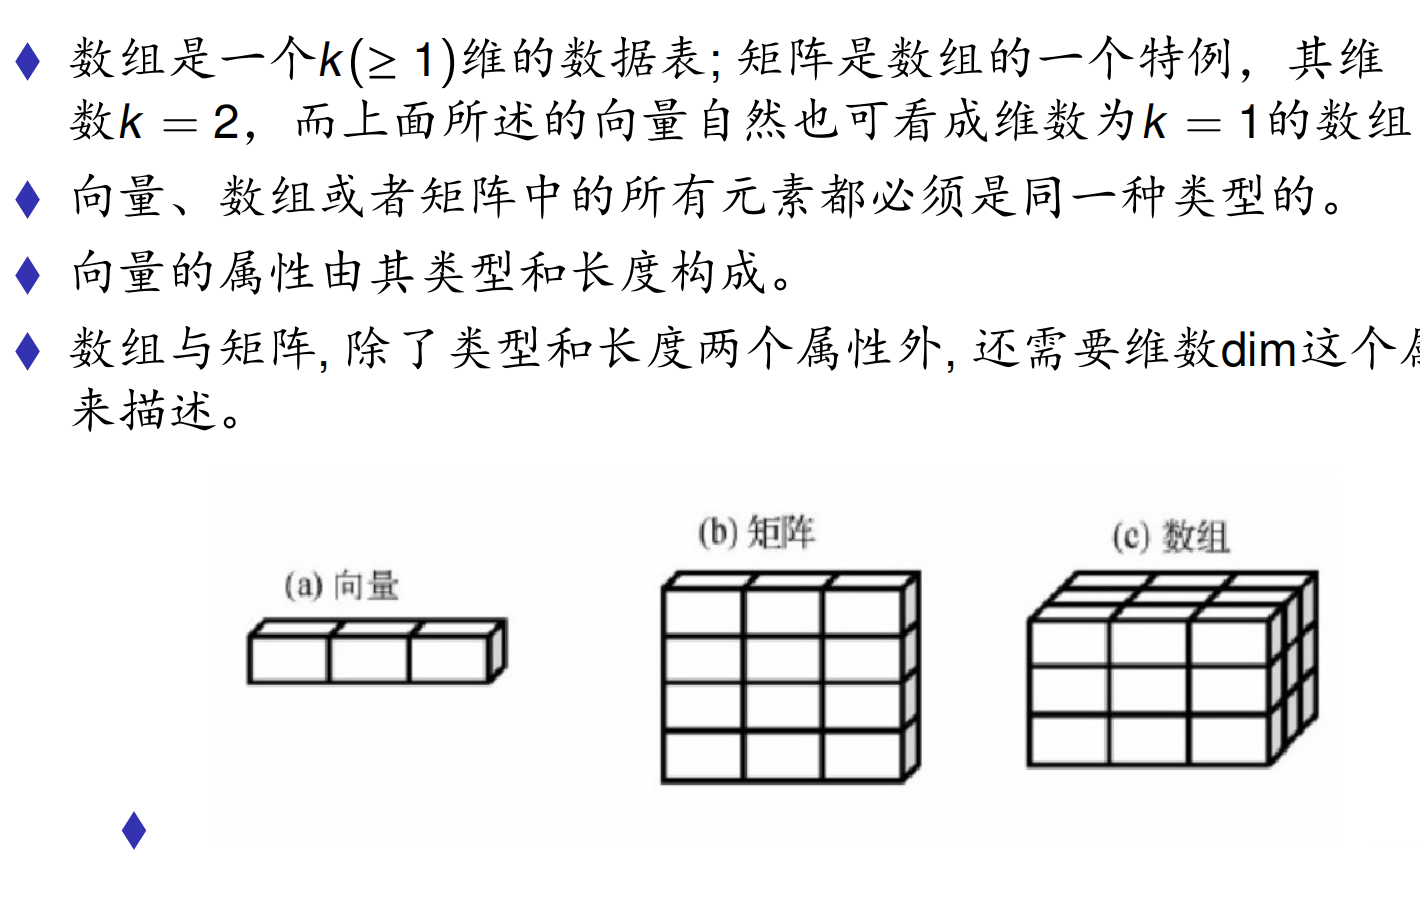 数组是一个k(≥ 1)维的数据表; 矩阵是数组的一个特例，其维
数k = 2，而上面所述的向量自然也可看成维数为k = 1的数组
向量、数组或者矩阵中的所有元素都必须是同一种类型的。
向量的属性由其类型和长度构成。
数组与矩阵, 除了类型和长度两个属性外, 还需要维数dim这个
来描述。
(a) 向量
(b) 矩阵
(c) 数组